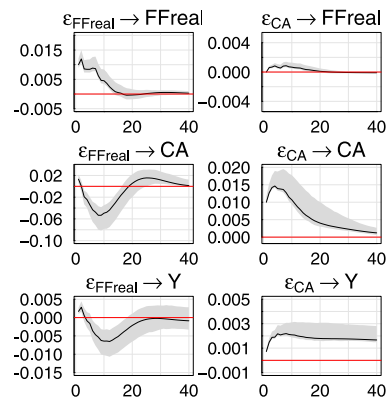 εFFreal → FFreal
εCA → FFreal
0.015
0.005
−0.005
0 20 40
0.004
0.000
−0.004
0 20 40
εFFreal → CA
εCA → CA
0.02
−0.02
−0.06
−0.10
0 20 40
0.020
0.015
0.010
0.005
0.000
0 20 40
εFFreal → Y
εCA → Y
0.005
0.000
−0.005
−0.010
−0.015
0 20 40
0.005
0.003
0.001
−0.001
0 20 40